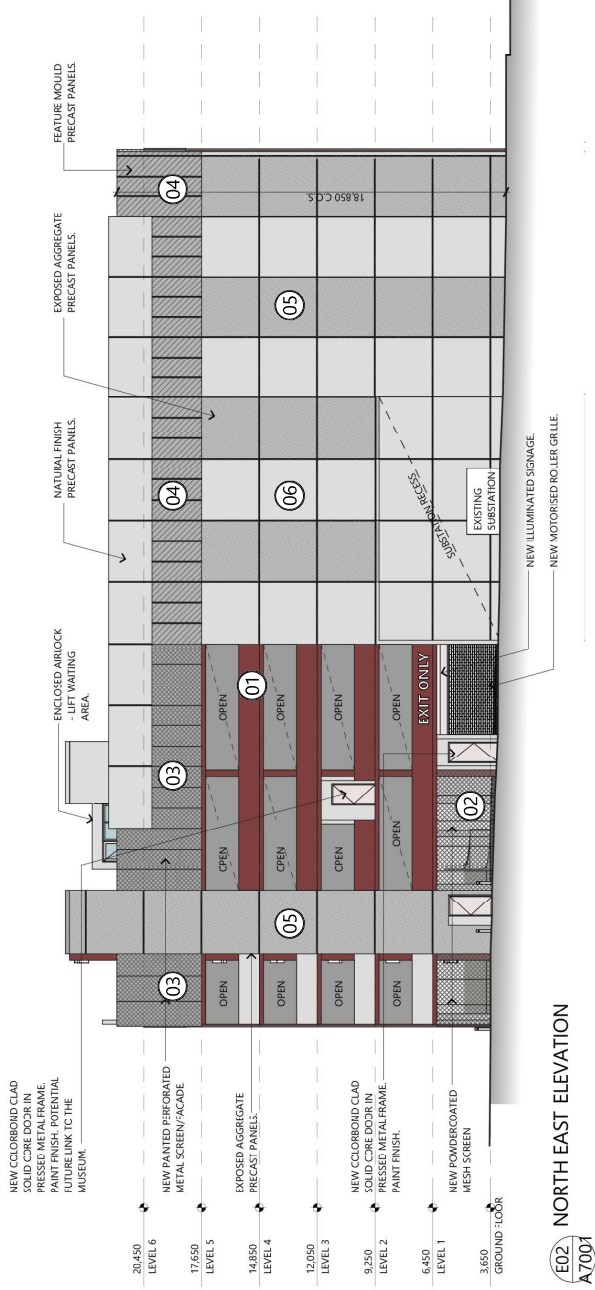 NEW COLORBOND CLAD
SOLID CORE DOOR IN
PRESSED METAL FRAME.
PAINT FINISH. POTENTIAL
FUTURE LINK TO THE
MUSEUM.
NEW PAINTED PERFORATED
METAL SCREEN/FACADE
EXPOSED AGGREGATE
PRECAST PANELS.
NEW COLORBOND CLAD
SOLID CORE DOOR IN
PRESSED METAL FRAME.
PAINT FINISH.
NEW POWDERCOATED
MESH SCREEN
ENCLOSED AIRLOCK
- LIFT WAITING
AREA.
NATURAL FINISH
PRECAST PANELS.
EXPOSED AGGREGATE
PRECAST PANELS.
FEATURE MOULD
PRECAST PANELS.
20,450
LEVEL 6
17,650
LEVEL 5
14,850
LEVEL 4
12,050
LEVEL 3
9,250
LEVEL 2
6,450
LEVEL 1
3,650
GROUND FLOOR
03
03
04
04
05
01
06
05
02
OPEN
OPEN
OPEN
OPEN
OPEN
OPEN
OPEN
OPEN
OPEN
OPEN
OPEN
OPEN
EXIT ONLY
18,850 C.O.S.
SUBSTATION RECESS.
EXISTING
SUBSTATION
NEW ILLUMINATED SIGNAGE.
NEW MOTORISED ROLLER GRILLE.
E02
A7001
NORTH EAST ELEVATION